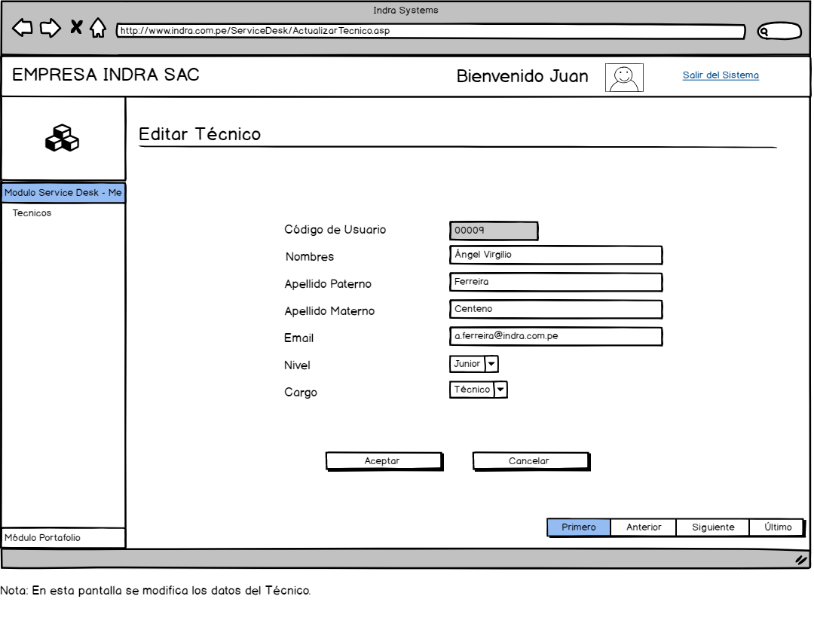 Indra Systems
http://www.indra.com.pe/ServiceDesk/ActualizarTecnico.asp
EMPRESA INDRA SAC
Bienvenido Juan
Salir del Sistema
Editar Técnico
Modulo Service Desk - Me
Tecnicos
Código de Usuario 00009
Nombres Ángel Virgilio
Apellido Paterno Ferreira
Apellido Materno Centeno
Email a.ferreira@indra.com.pe
Nivel Junior
Cargo Técnico
Aceptar Cancelar
Primero Anterior Siguiente Último
Módulo Portafolio
Nota: En esta pantalla se modifica los datos del Técnico.